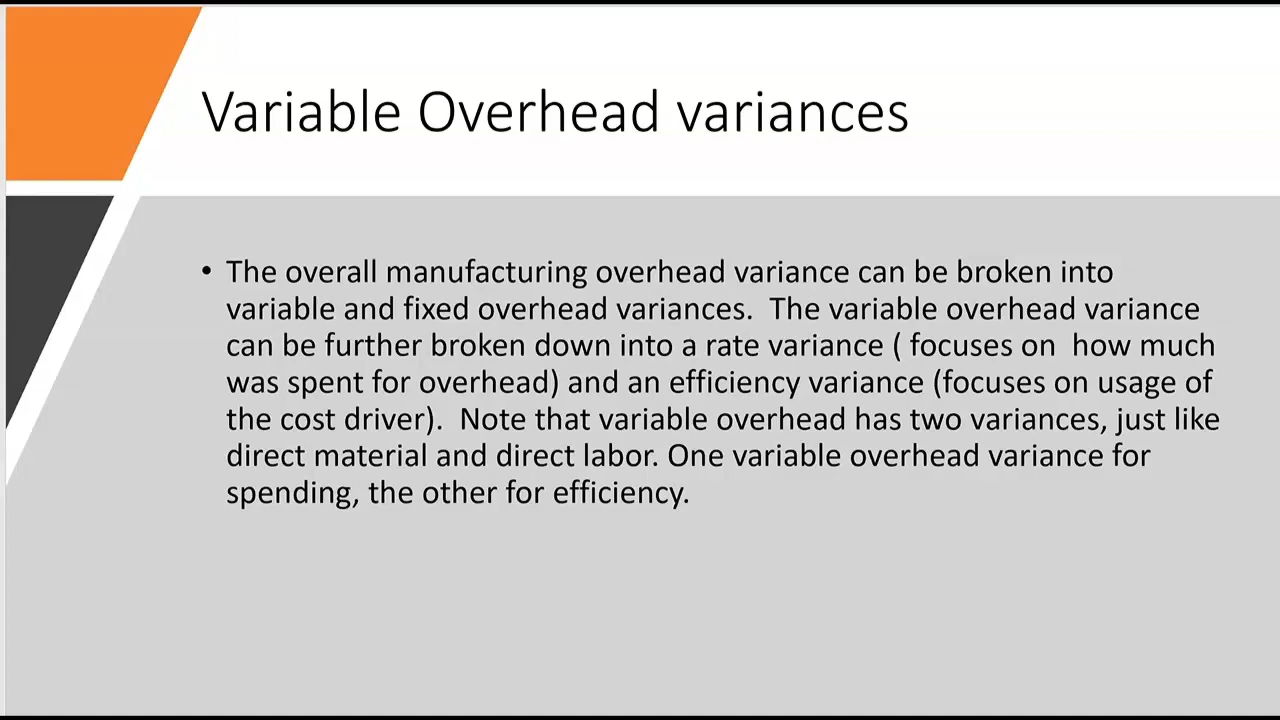 Variable Overhead variances
• The overall manufacturing overhead variance can be broken into
variable and fixed overhead variances.  The variable overhead variance
can be further broken down into a rate variance ( focuses on  how much
was spent for overhead) and an efficiency variance (focuses on usage of
the cost driver).  Note that variable overhead has two variances, just like
direct material and direct labor. One variable overhead variance for
spending, the other for efficiency.